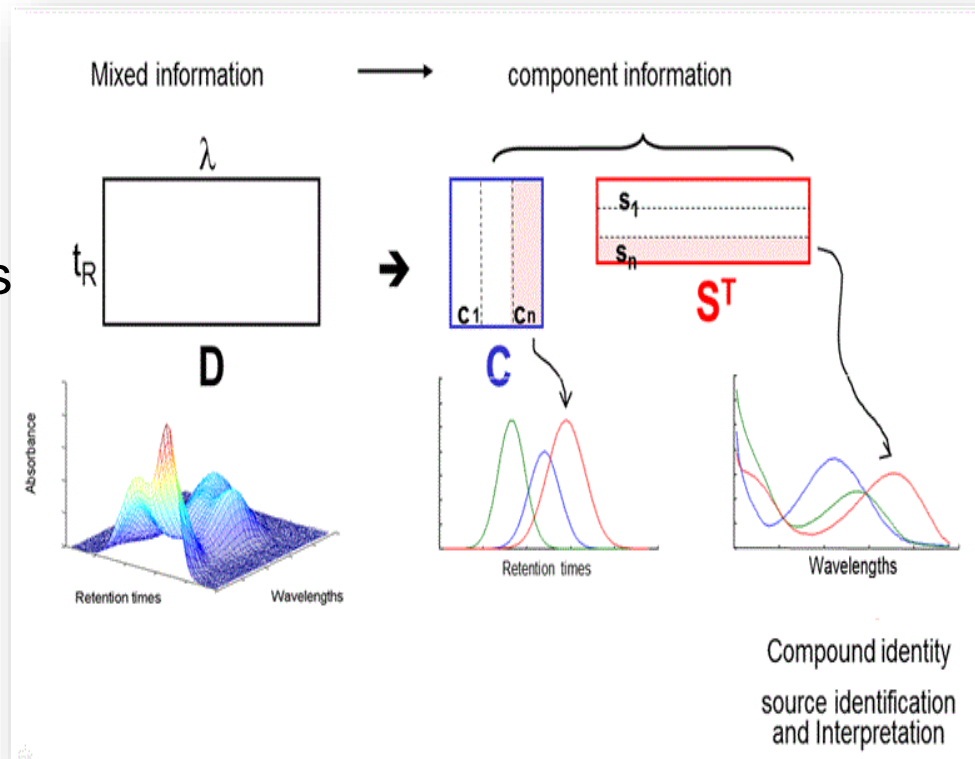 Mixed information
component information
λ
tR
s
D
C1
Cn
C
s1
sn
ST
Absorbance
Retention times
Wavelengths
Retention times
Wavelengths
Compound identity
source identification
and Interpretation